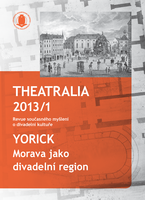 THEATRALIA
2013/1
Revue současného myšlení
o divadelní kultuře
YORICK
Morava jako
divadelní region